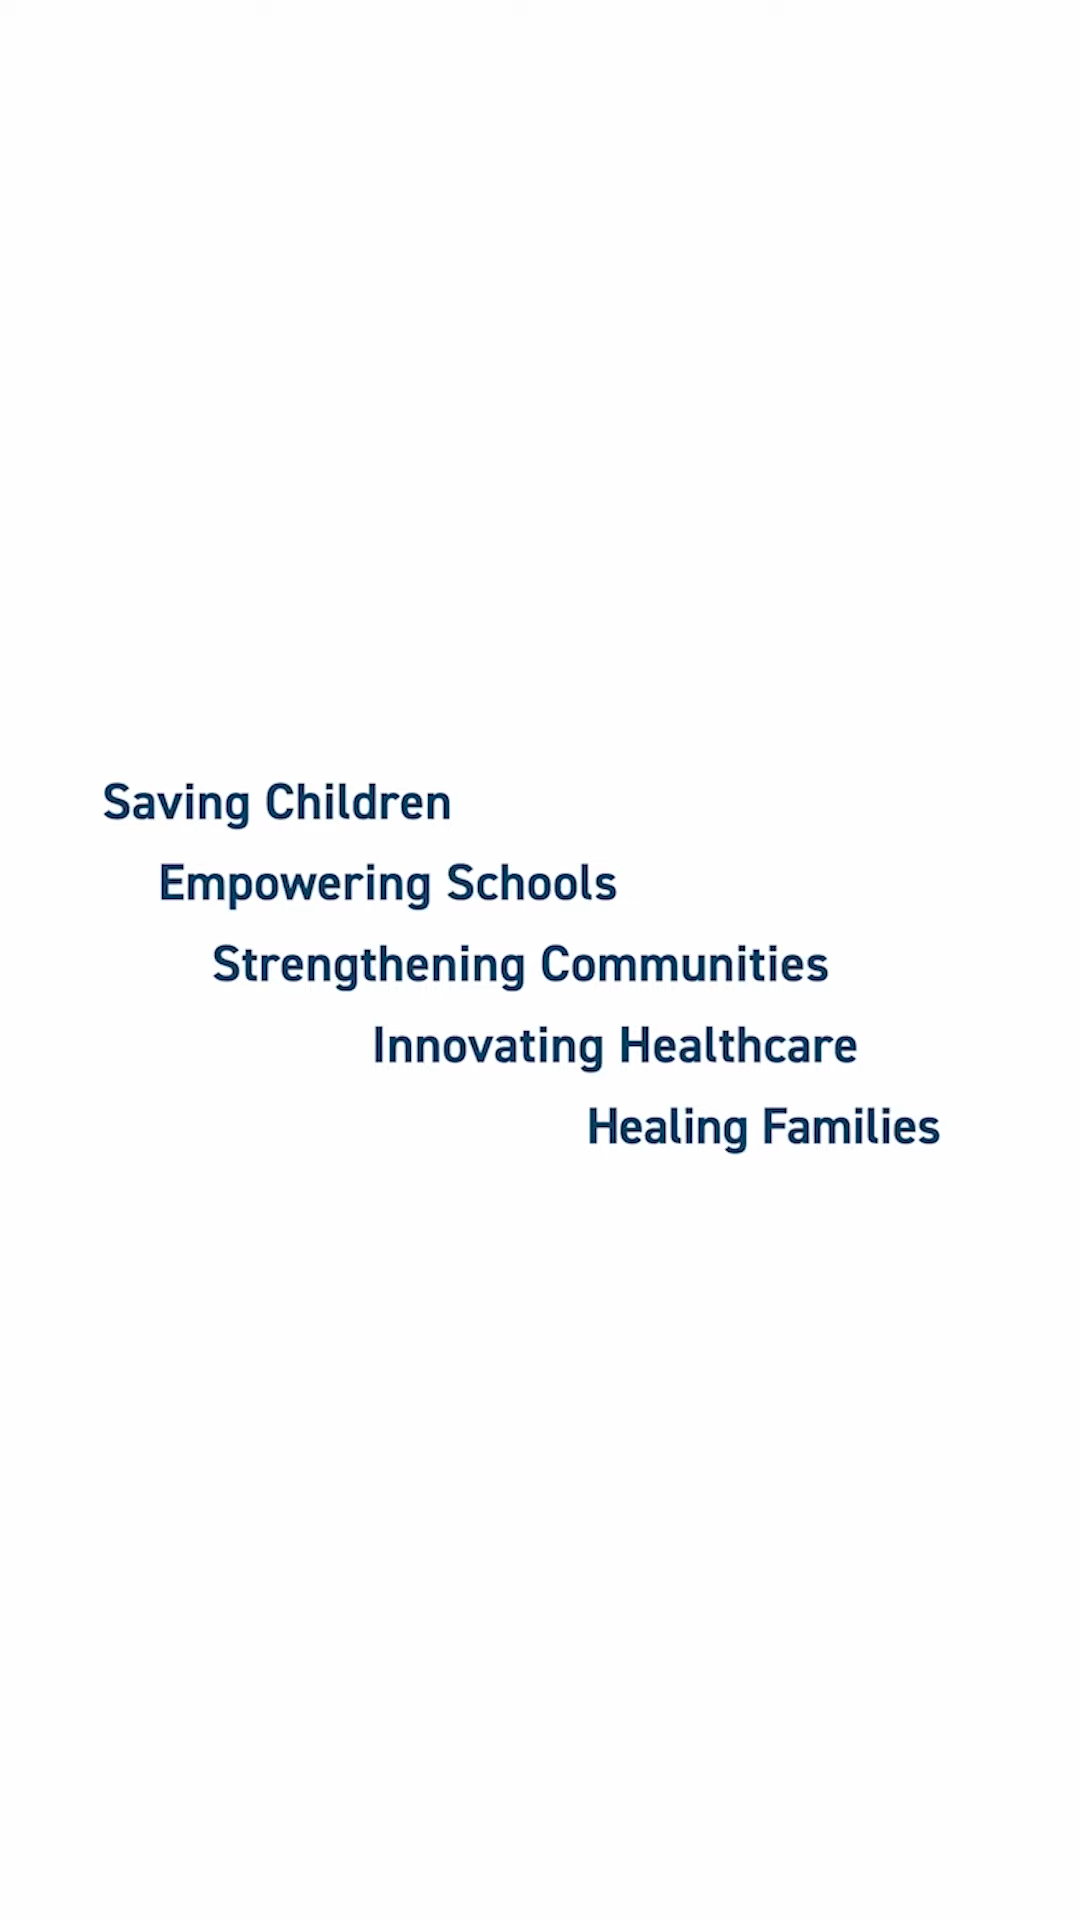 Saving Children
Empowering Schools
Strengthening Communities
Innovating Healthcare
Healing Families